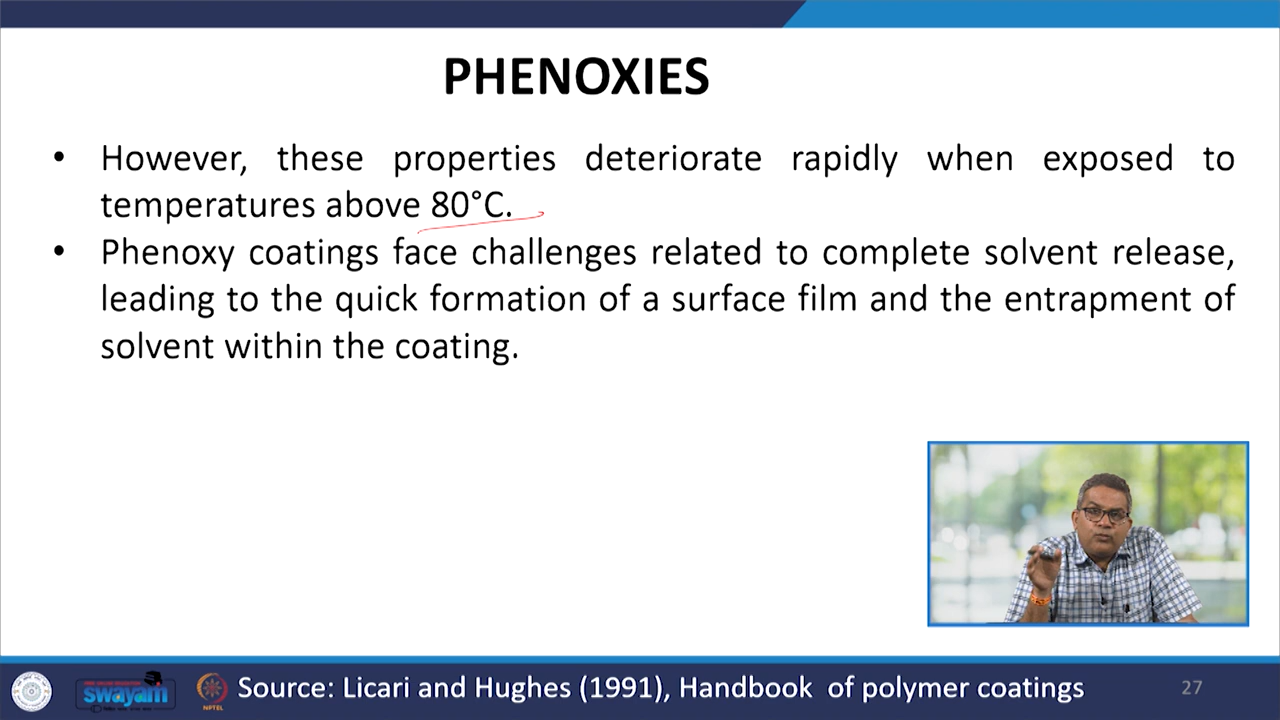 PHENOXIES
• However, these properties deteriorate rapidly when exposed to
temperatures above 80°C.
• Phenoxy coatings face challenges related to complete solvent release,
leading to the quick formation of a surface film and the entrapment of
solvent within the coating.
swayam
NPTEL
Source: Licari and Hughes (1991), Handbook of polymer coatings
27